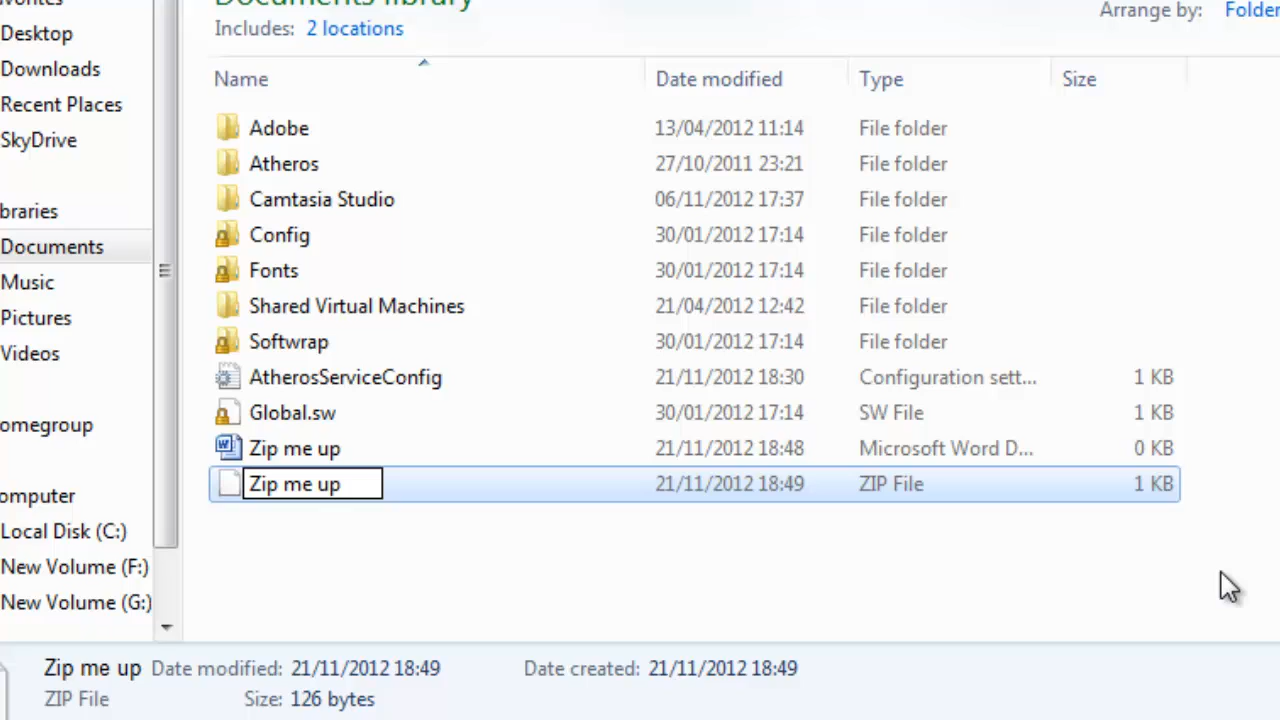 Documents library
Arrange by: Folder
Includes: 2 locations
Desktop
Downloads
Recent Places
SkyDrive
braries
Documents
Music
Pictures
Videos
omegroup
omputer
Local Disk (C:)
New Volume (F:)
New Volume (G:)
Name Date modified Type Size
Adobe 13/04/2012 11:14 File folder
Atheros 27/10/2011 23:21 File folder
Camtasia Studio 06/11/2012 17:37 File folder
Config 30/01/2012 17:14 File folder
Fonts 30/01/2012 17:14 File folder
Shared Virtual Machines 21/04/2012 12:42 File folder
Softwrap 30/01/2012 17:14 File folder
AtherosServiceConfig 21/11/2012 18:30 Configuration sett... 1 KB
Global.sw 30/01/2012 17:14 SW File 1 KB
Zip me up 21/11/2012 18:48 Microsoft Word D... 0 KB
Zip me up 21/11/2012 18:49 ZIP File 1 KB
Zip me up Date modified: 21/11/2012 18:49 Date created: 21/11/2012 18:49
ZIP File Size: 126 bytes